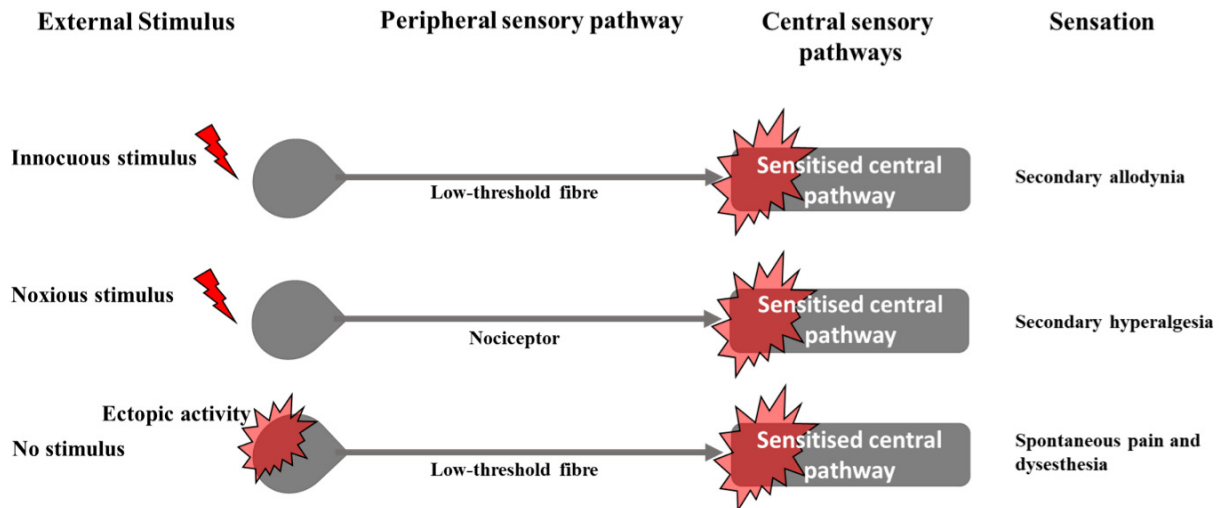 External Stimulus
Peripheral sensory pathway
Central sensory
pathways
Sensation
Innocuous stimulus
Low-threshold fibre
Sensitised central
pathway
Secondary allodynia
Noxious stimulus
Nociceptor
Sensitised central
pathway
Secondary hyperalgesia
Ectopic activity
No stimulus
Low-threshold fibre
Sensitised central
pathway
Spontaneous pain and
dysesthesia